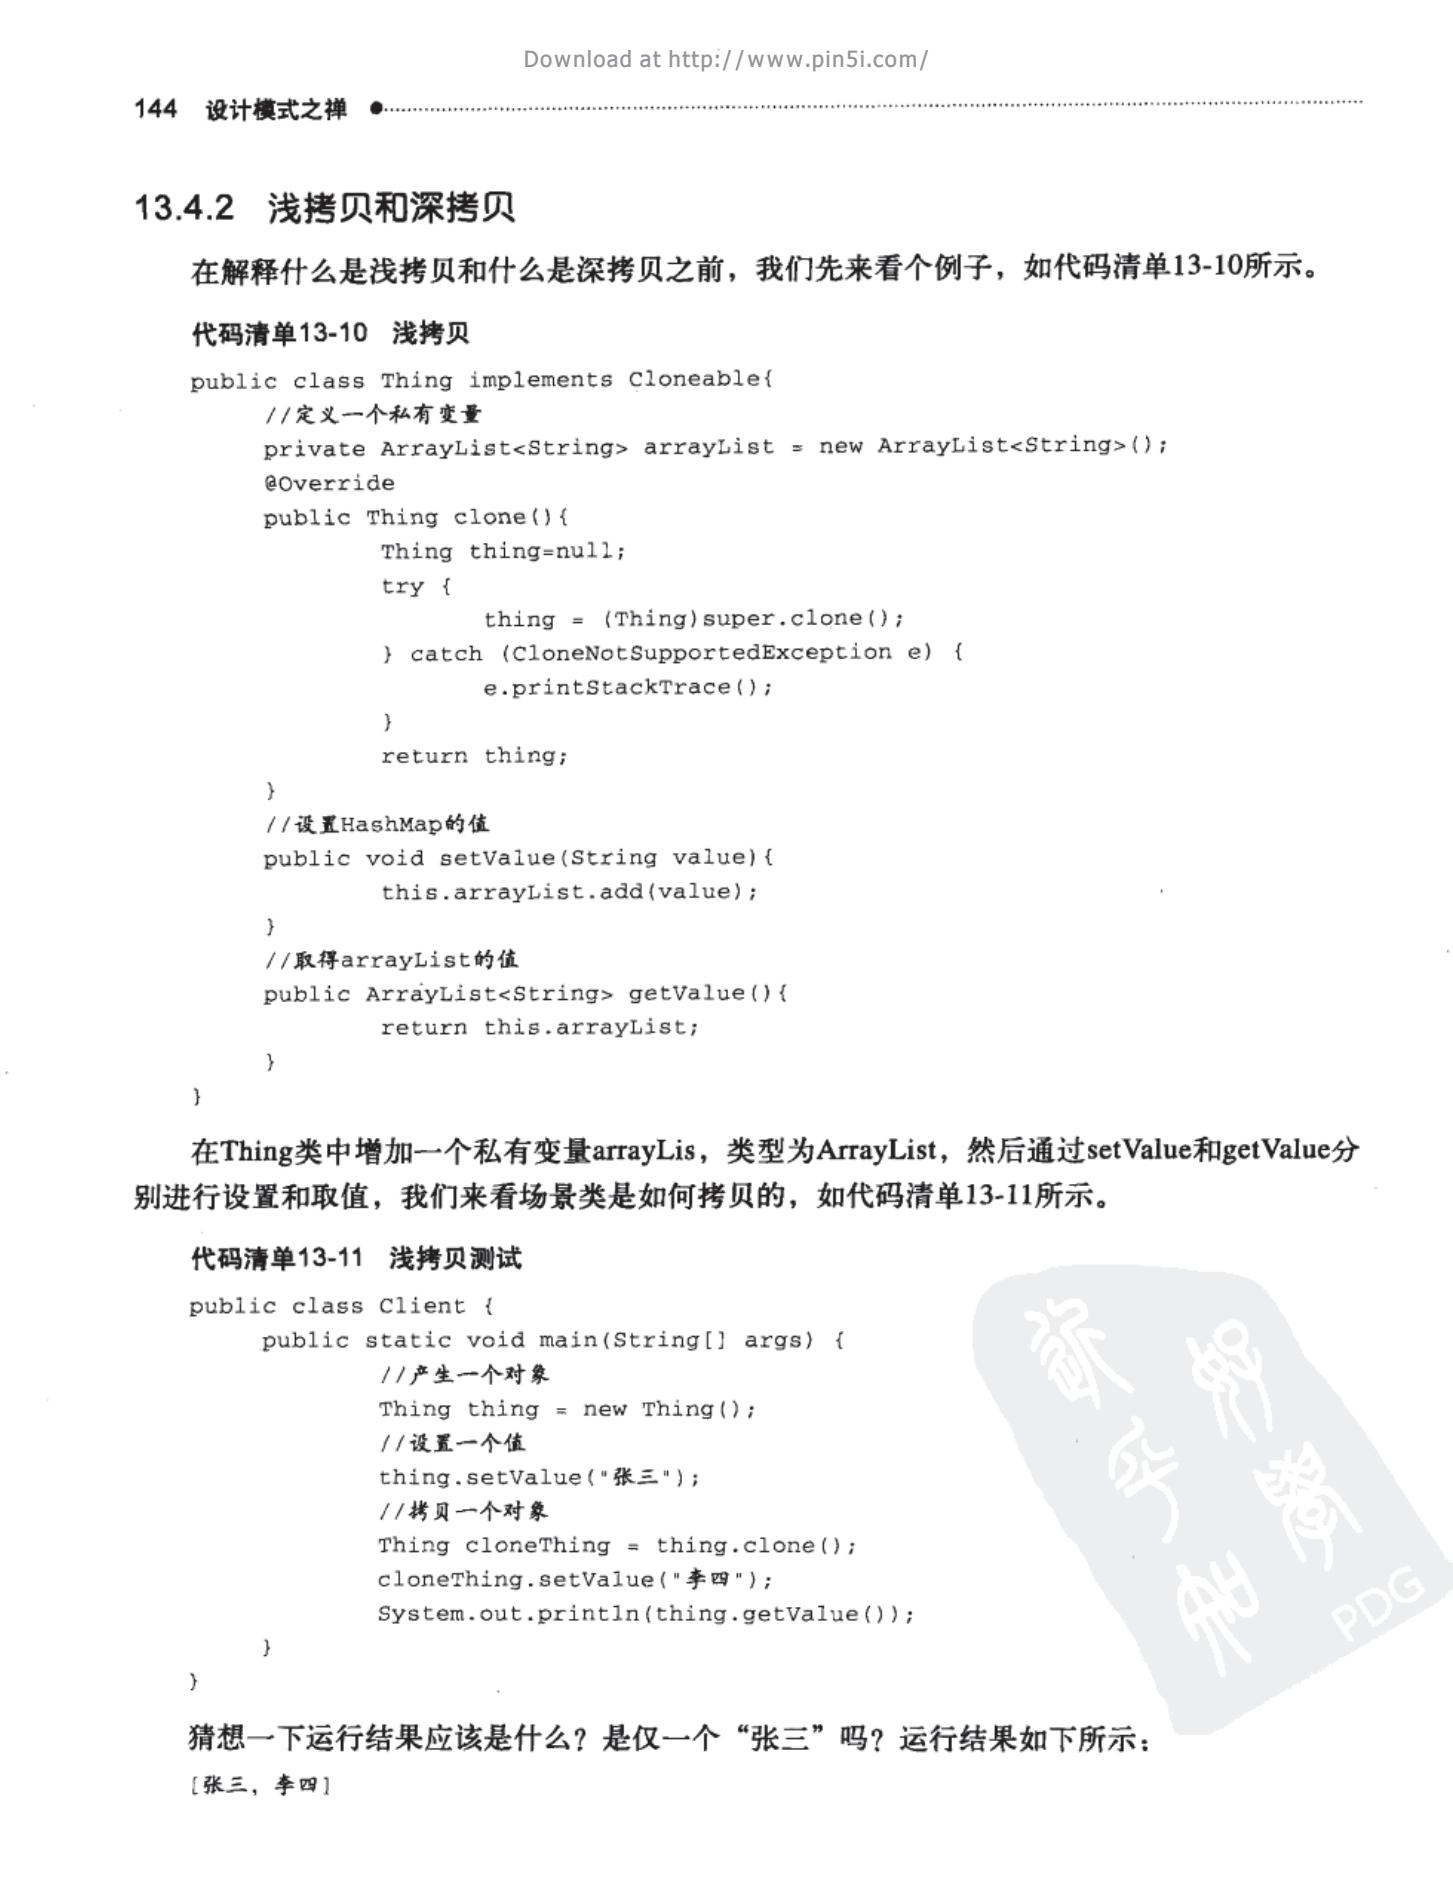 Download at http://www.pin5i.com/
144 设计模式之禅
13.4.2 浅拷贝和深拷贝
在解释什么是浅拷贝和什么是深拷贝之前，我们先来看个例子，如代码清单13-10所示。
代码清单13-10 浅拷贝
public class Thing implements Cloneable{
//定义一个私有变量
private ArrayList<String> arrayList = new ArrayList<String>();
@Override
public Thing clone(){
Thing thing=null;
try {
thing = (Thing)super.clone();
} catch (CloneNotSupportedException e) {
e.printStackTrace();
}
return thing;
}
//设置HashMap的值
public void setValue(String value){
this.arrayList.add(value);
}
//取得arrayList的值
public ArrayList<String> getValue(){
return this.arrayList;
}
}
在Thing类中增加一个私有变量arrayLis，类型为ArrayList，然后通过setValue和getValue分
别进行设置和取值，我们来看场景类是如何拷贝的，如代码清单13-11所示。
代码清单13-11 浅拷贝测试
public class Client {
public static void main(String[] args) {
//产生一个对象
Thing thing = new Thing();
//设置一个值
thing.setValue("张三");
//拷贝一个对象
Thing cloneThing = thing.clone();
cloneThing.setValue("李四");
System.out.println(thing.getValue());
}
}
猜想一下运行结果应该是什么？是仅一个“张三”吗？运行结果如下所示：
[张三, 李四]
PDG